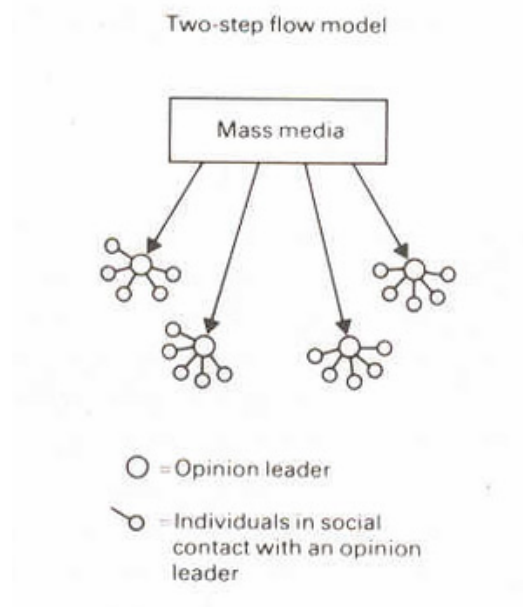 Two-step flow model
Mass media
= Opinion leader
= Individuals in social
contact with an opinion
leader